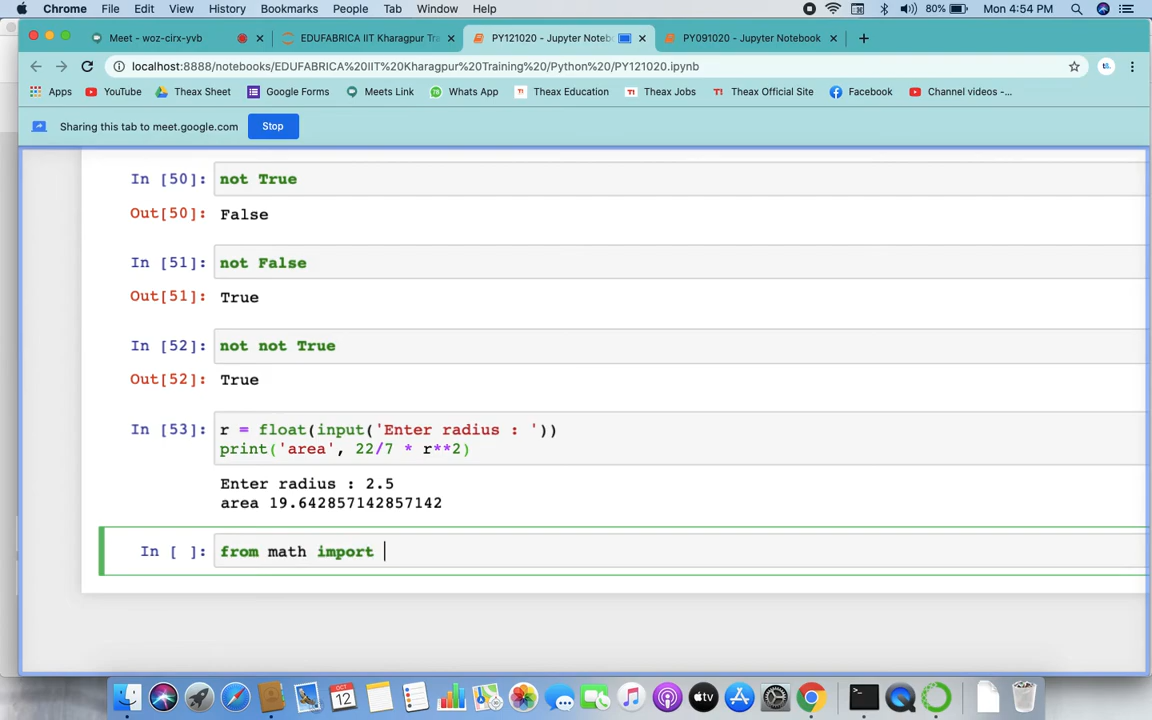 Chrome File Edit View History Bookmarks People Tab Window Help 80% Mon 4:54 PM
Meet - woz-cirx-yvb EDUFABRICA IIT Kharagpur Tra PY121020 - Jupyter Noteb PY091020 - Jupyter Notebook
localhost:8888/notebooks/EDUFABRICA%20IIT%20Kharagpur%20Training%20/Python%20/PY121020.ipynb
Apps YouTube Theax Sheet Google Forms Meets Link Whats App Theax Education Theax Jobs Theax Official Site Facebook Channel videos -...
Sharing this tab to meet.google.com Stop
In [50]: not True
Out[50]: False
In [51]: not False
Out[51]: True
In [52]: not not True
Out[52]: True
In [53]: r = float(input('Enter radius : '))
print('area', 22/7 * r**2)
Enter radius : 2.5
area 19.642857142857142
In [ ]: from math import
OCT
12
tv